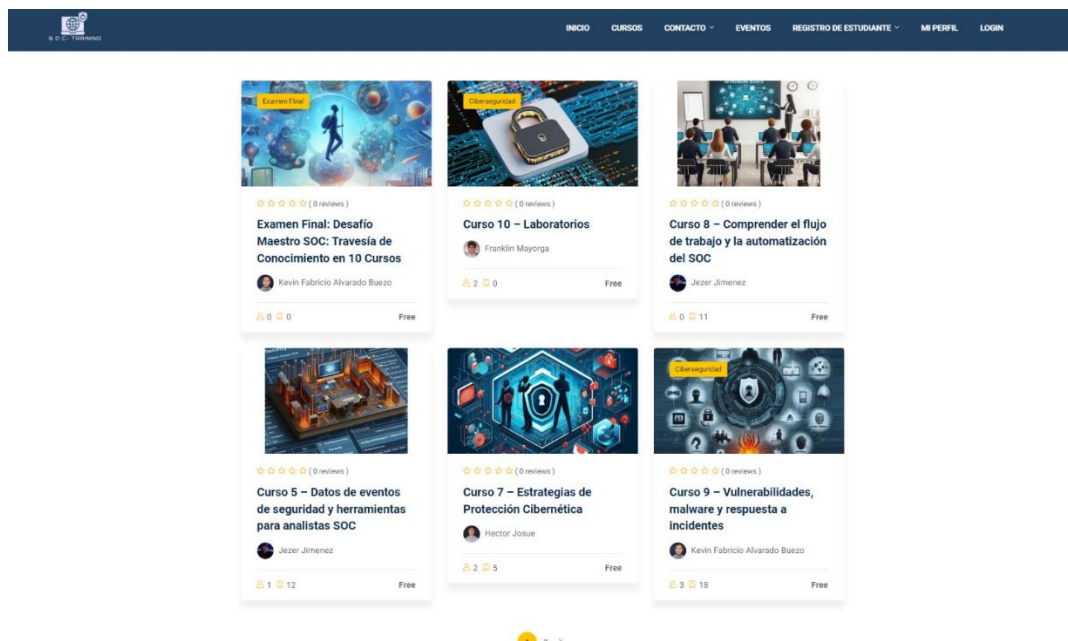 S O C - TRAINING
INICIO CURSOS CONTACTO EVENTOS REGISTRO DE ESTUDIANTE MI PERFIL LOGIN
Examen Final
( 0 reviews )
Examen Final: Desafío
Maestro SOC: Travesía de
Conocimiento en 10 Cursos
Kevin Fabricio Alvarado Buezo
0 0 Free
Ciberseguridad
( 0 reviews )
Curso 10 – Laboratorios
Franklin Mayorga
2 0 Free
( 0 reviews )
Curso 8 – Comprender el flujo
de trabajo y la automatización
del SOC
Jezer Jimenez
0 11 Free
( 0 reviews )
Curso 5 – Datos de eventos
de seguridad y herramientas
para analistas SOC
Jezer Jimenez
1 12 Free
( 0 reviews )
Curso 7 – Estrategias de
Protección Cibernética
Hector Josue
2 5 Free
Ciberseguridad
( 0 reviews )
Curso 9 – Vulnerabilidades,
malware y respuesta a
incidentes
Kevin Fabricio Alvarado Buezo
3 18 Free